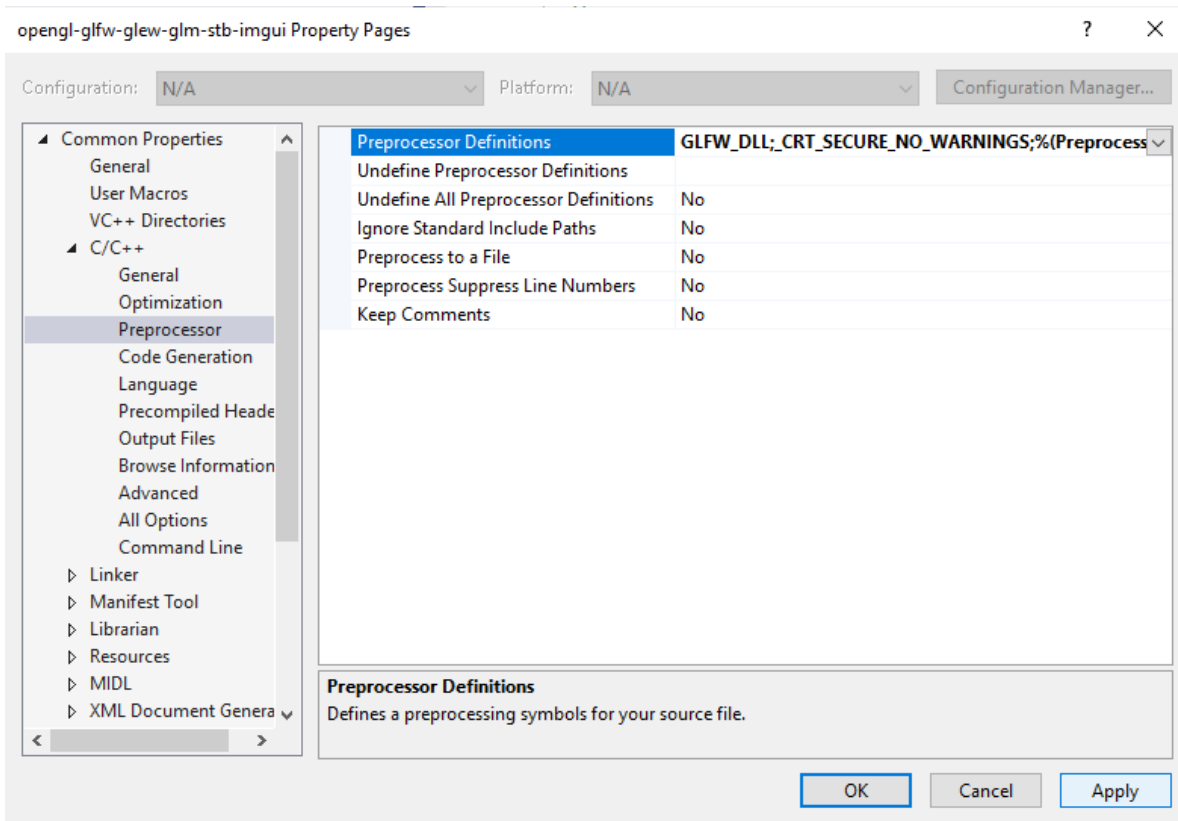 opengl-glfw-glew-glm-stb-imgui Property Pages
?
Configuration: N/A Platform: N/A Configuration Manager...
Common Properties
General
User Macros
VC++ Directories
C/C++
General
Optimization
Preprocessor
Code Generation
Language
Precompiled Heade
Output Files
Browse Information
Advanced
All Options
Command Line
Linker
Manifest Tool
Librarian
Resources
MIDL
XML Document Genera
Preprocessor Definitions GLFW_DLL;_CRT_SECURE_NO_WARNINGS;%(Preprocess
Undefine Preprocessor Definitions
Undefine All Preprocessor Definitions No
Ignore Standard Include Paths No
Preprocess to a File No
Preprocess Suppress Line Numbers No
Keep Comments No
Preprocessor Definitions
Defines a preprocessing symbols for your source file.
OK Cancel Apply